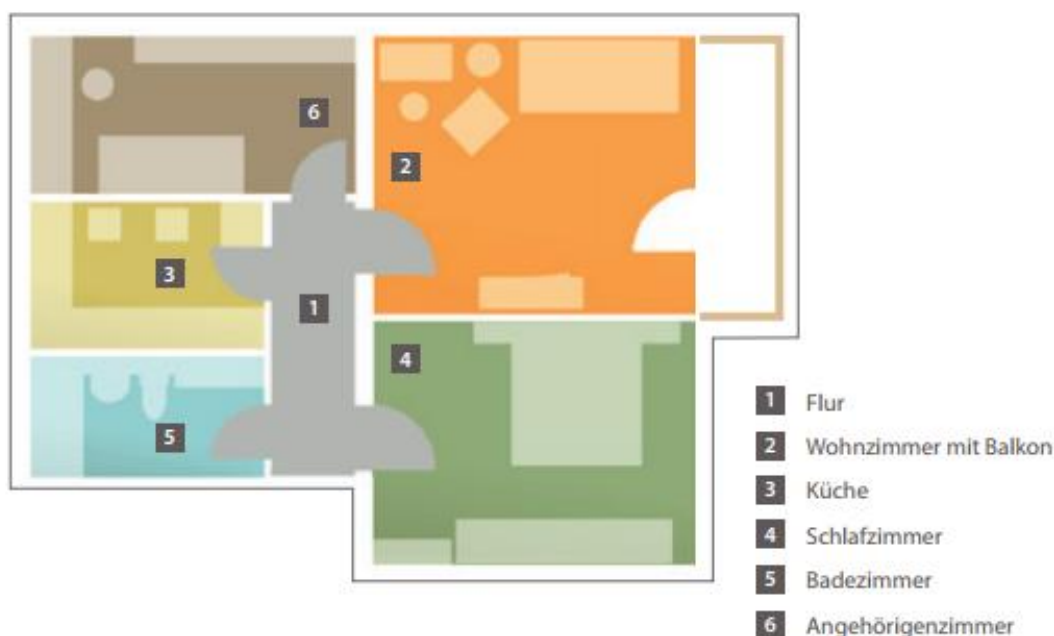 6
2
3
1
4
5
1 Flur
2 Wohnzimmer mit Balkon
3 Küche
4 Schlafzimmer
5 Badezimmer
6 Angehörigenzimmer